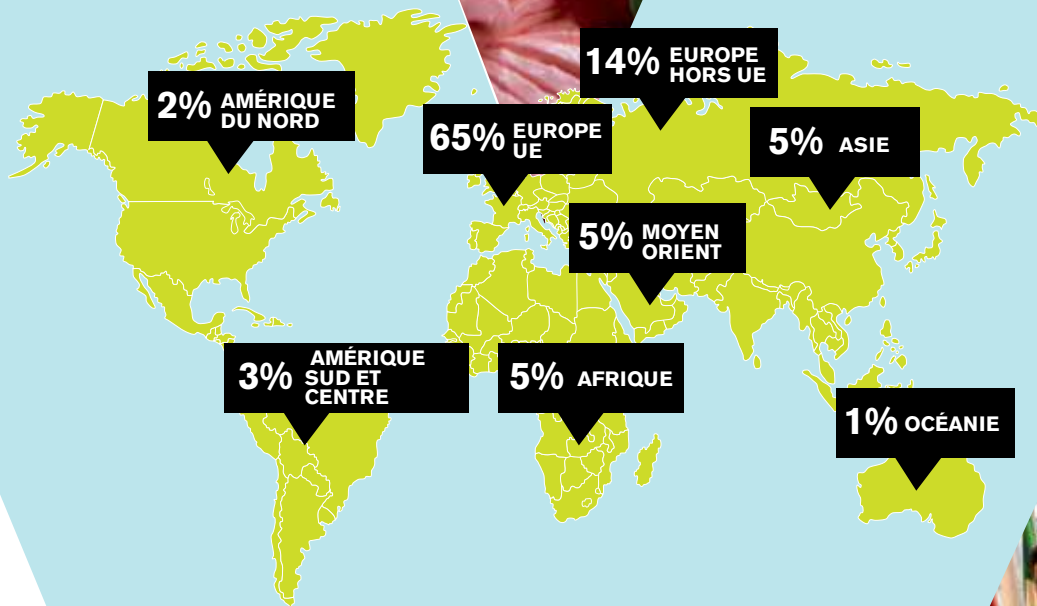 14% EUROPE
HORS UE
2% AMÉRIQUE
DU NORD
65% EUROPE
UE
5% ASIE
5% MOYEN
ORIENT
3% AMÉRIQUE
SUD ET
CENTRE
5% AFRIQUE
1% OCÉANIE